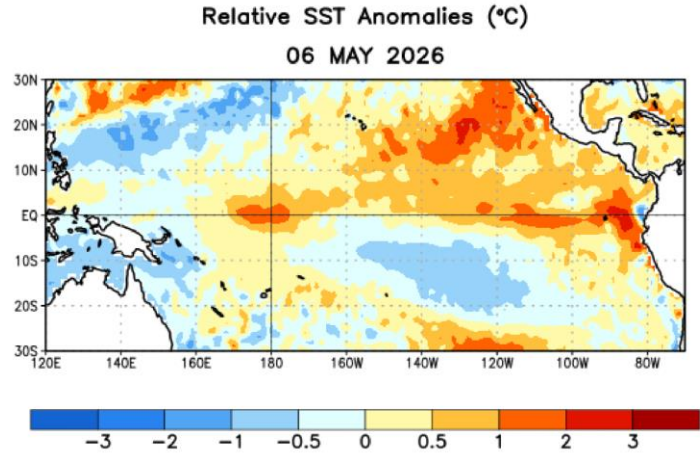 Relative SST Anomalies (°C)
06 MAY 2026
30N
20N
10N
EQ
10S
20S
30S
120E 140E 160E 180 160W 140W 120W 100W 80W
-3 -2 -1 -0.5 0 0.5 1 2 3